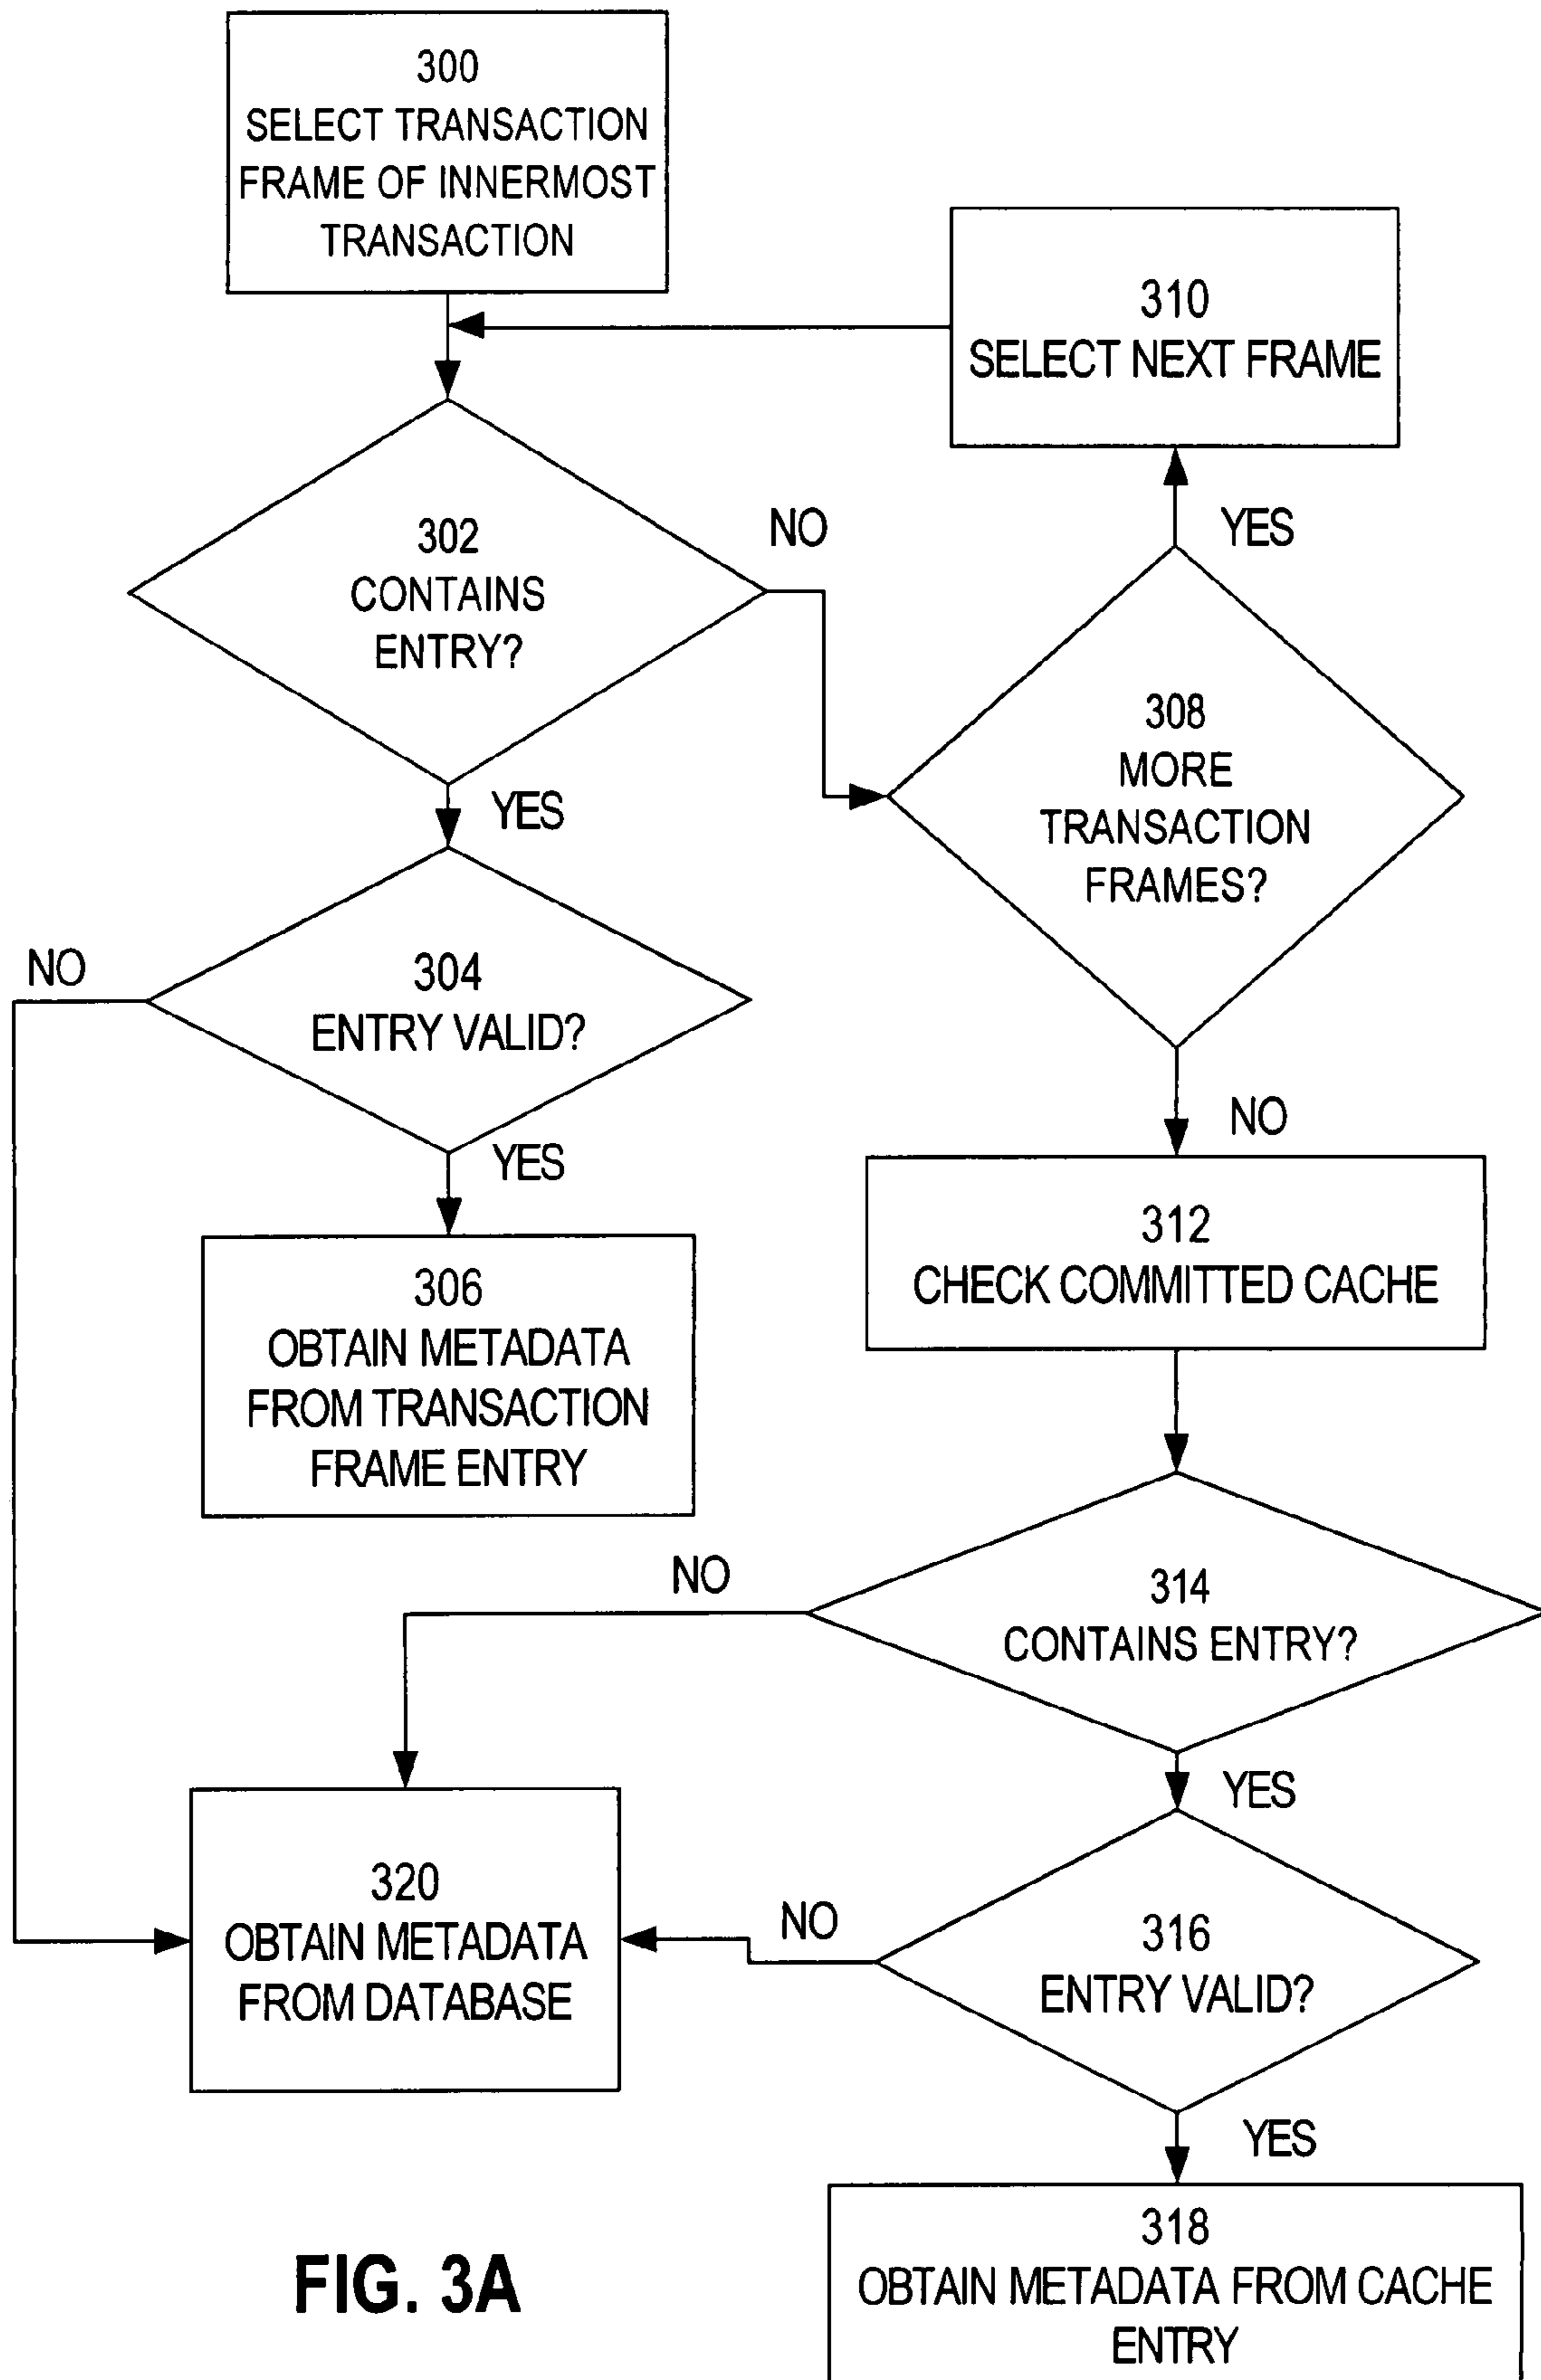 300
SELECT TRANSACTION
FRAME OF INNERMOST
TRANSACTION
310
SELECT NEXT FRAME
302
CONTAINS
ENTRY?
NO
YES
308
MORE
TRANSACTION
FRAMES?
YES
NO
304
ENTRY VALID?
NO
YES
306
OBTAIN METADATA
FROM TRANSACTION
FRAME ENTRY
312
CHECK COMMITTED CACHE
NO
314
CONTAINS ENTRY?
YES
320
OBTAIN METADATA
FROM DATABASE
NO
316
ENTRY VALID?
YES
318
OBTAIN METADATA FROM CACHE
ENTRY
FIG. 3A